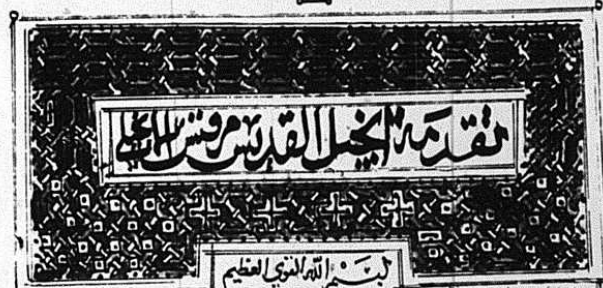 تقدمة انجيل القديس مرقس
بسم الله القوي العظيم